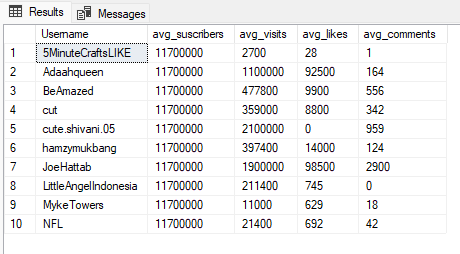 Results Messages
Username avg_suscribers avg_visits avg_likes avg_comments
1 5MinuteCraftsLIKE 11700000 2700 28 1
2 Adaahqueen 11700000 1100000 92500 164
3 BeAmazed 11700000 477800 9900 556
4 cut 11700000 359000 8800 342
5 cute.shivani.05 11700000 2100000 0 959
6 hamzymukbang 11700000 397400 14000 124
7 JoeHattab 11700000 1900000 98500 2900
8 LittleAngelIndonesia 11700000 211400 745 0
9 MykeTowers 11700000 11000 629 18
10 NFL 11700000 21400 692 42